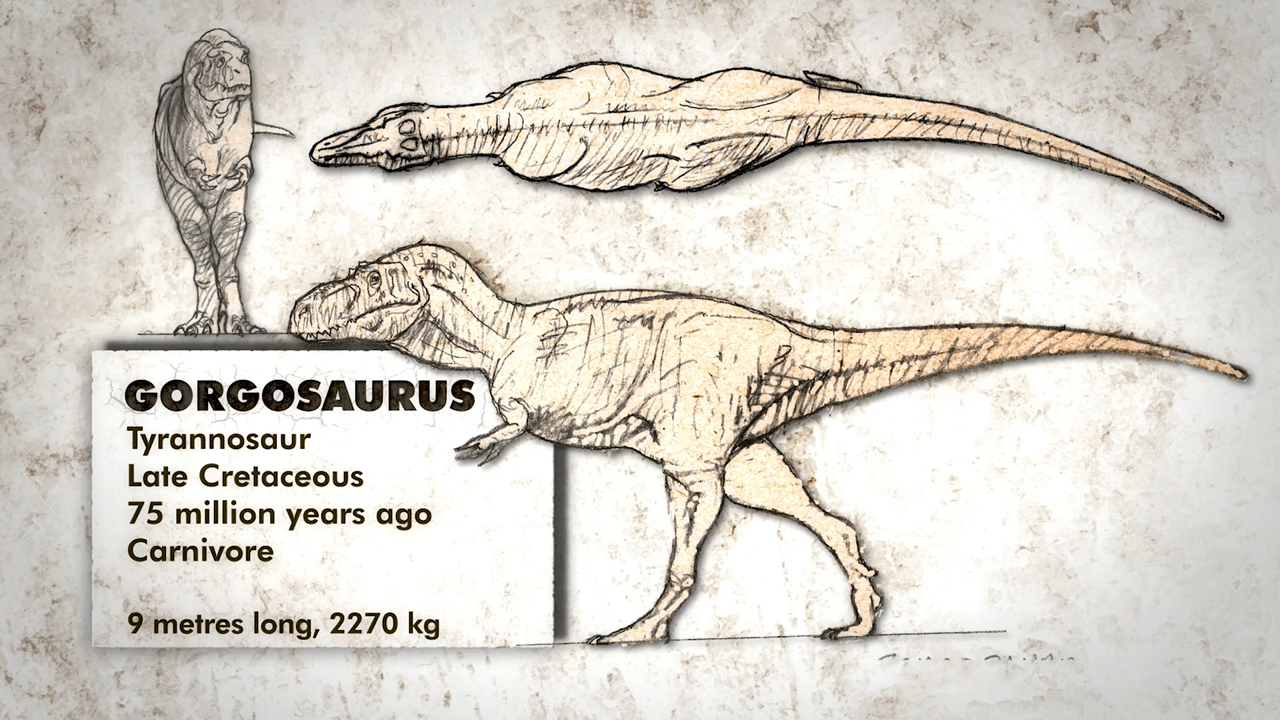 GORGOSAURUS
Tyrannosaur
Late Cretaceous
75 million years ago
Carnivore
9 metres long, 2270 kg